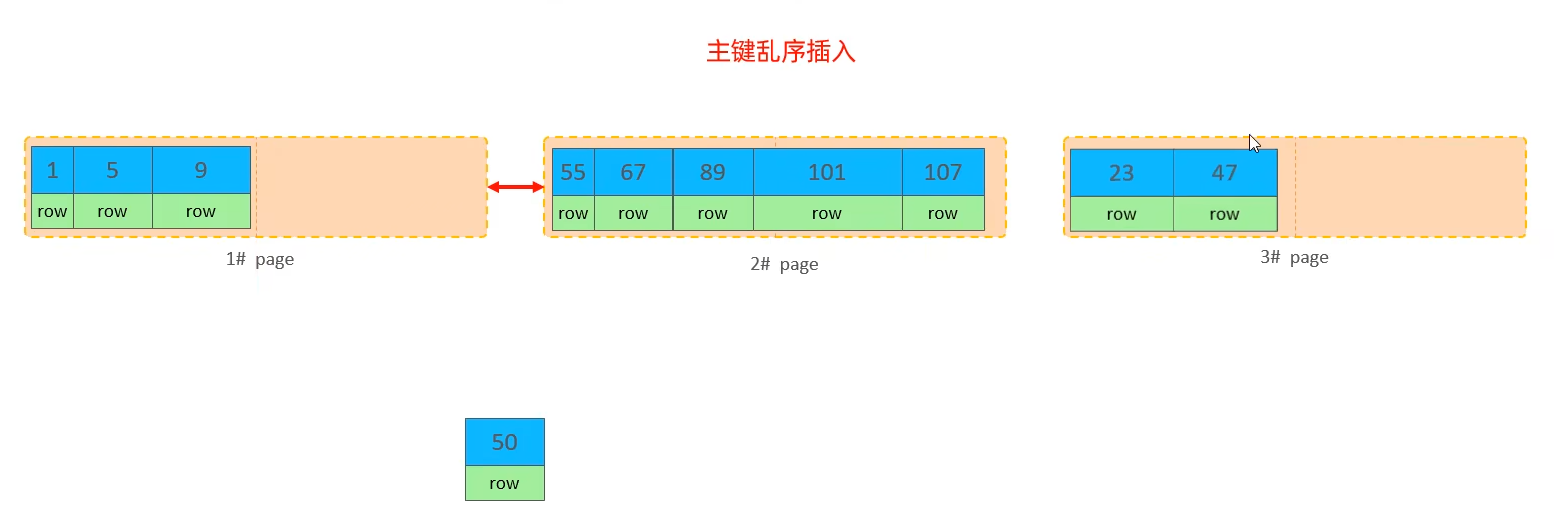 主键乱序插入
1 5 9
row row row
1# page
55 67 89 101 107
row row row row row
2# page
23 47
row row
3# page
50
row